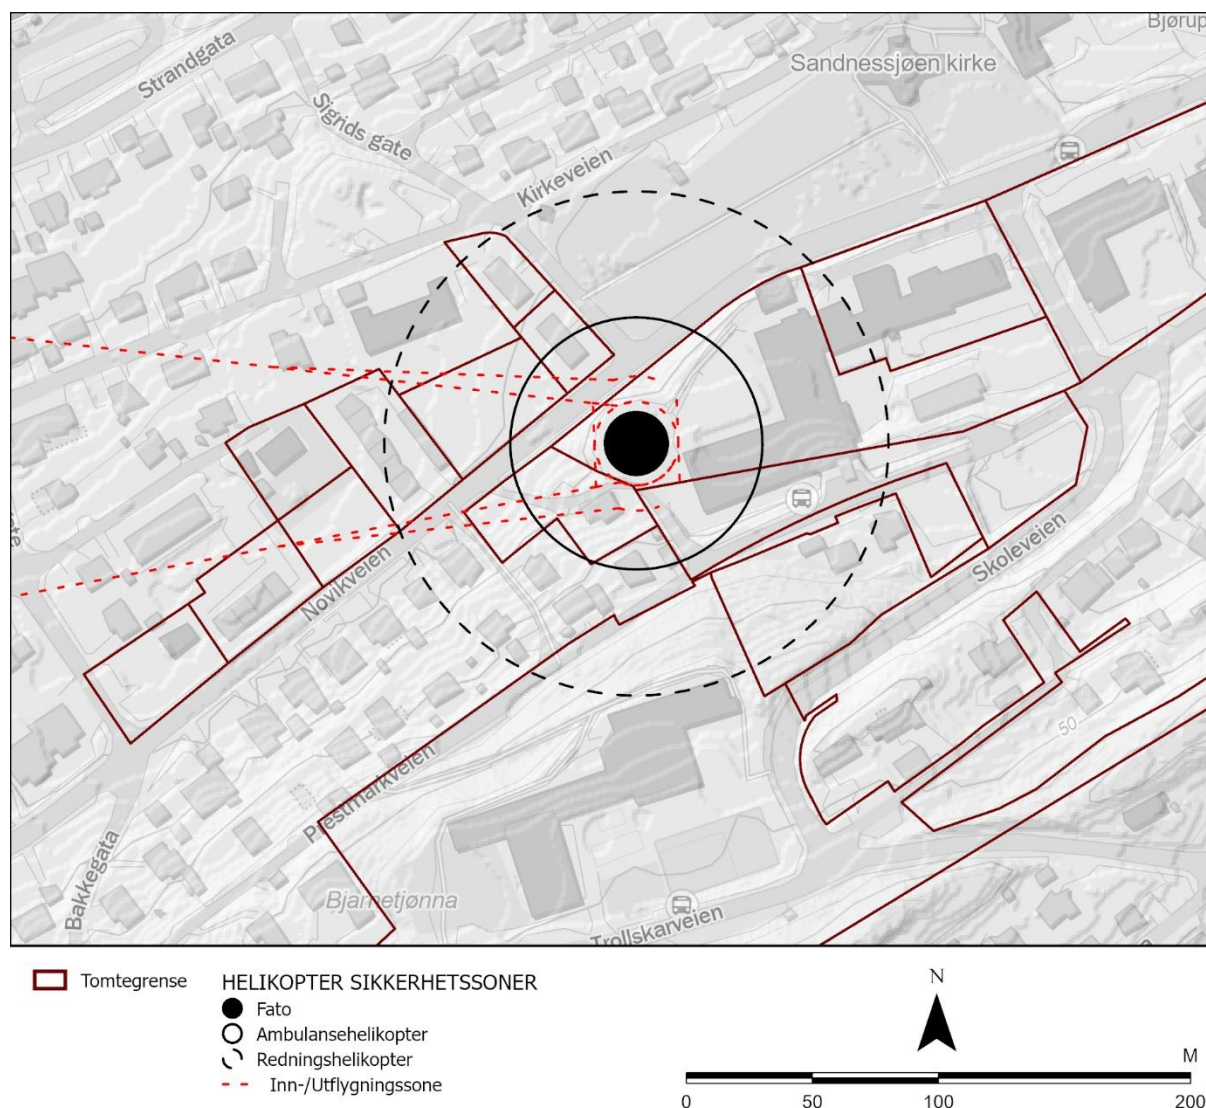 Bjørup
Strandgata
Sandnessjøen kirke
Sigrids gate
Kirkeveien
Skoleveien
Novikveien
50
Prestmarkveien
Bakkegata
Bjarnetjønna
Trollskarveien
Tomtegrense
HELIKOPTER SIKKERHETSSONER
Fato
Ambulansehelikopter
Redningshelikopter
Inn-/Utflygningssone
N
M
0 50 100 200